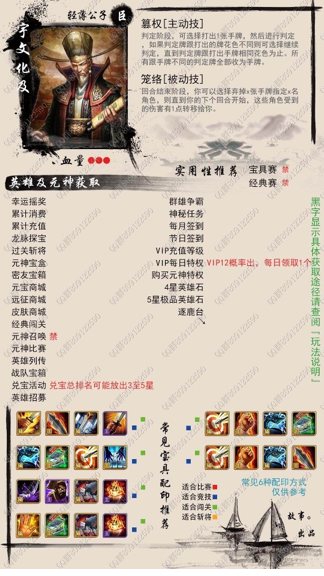 轻薄公子
臣
宇文化及
篡权[主动技]
判定阶段，可选择打出1张手牌，然后进行判定，如果判定牌跟打出的牌花色不同则可选择继续判定，直到判定牌跟打出手牌相同花色为止。所有跟手牌不同的判定牌全部收为手牌。
笼络[被动技]
回合结束阶段，你可以选择弃掉x张手牌指定x名角色，则直到你的下个回合开始，这些角色受到的伤害有1点转移给你。
血量
实用性推荐
宝具赛 禁
经典赛 禁
英雄及元神获取
幸运摇奖
累计消费
累计充值
龙脉探宝
过关斩将
元神宝盒
密友宝箱
元宝商城
远征商城
皮肤商城
经典闯关
元神召唤 禁
元神比赛
英雄列传
战队宝箱
兑宝活动 兑宝总排名可能放出3至5星
英雄招募
群雄争霸
神秘任务
每月签到
节日签到
VIP充值等级
VIP每日特权 VIP12概率出，每日领取1个
购买元神特权
4星英雄石
5星极品英雄石
逐鹿台
黑字显示具体获取途径请查阅『玩法说明』
常见宝具配印推荐
适合比赛
适合竞技
适合闯关
适合斩将
常见6种配印方式
仅供参考
故事。
出品